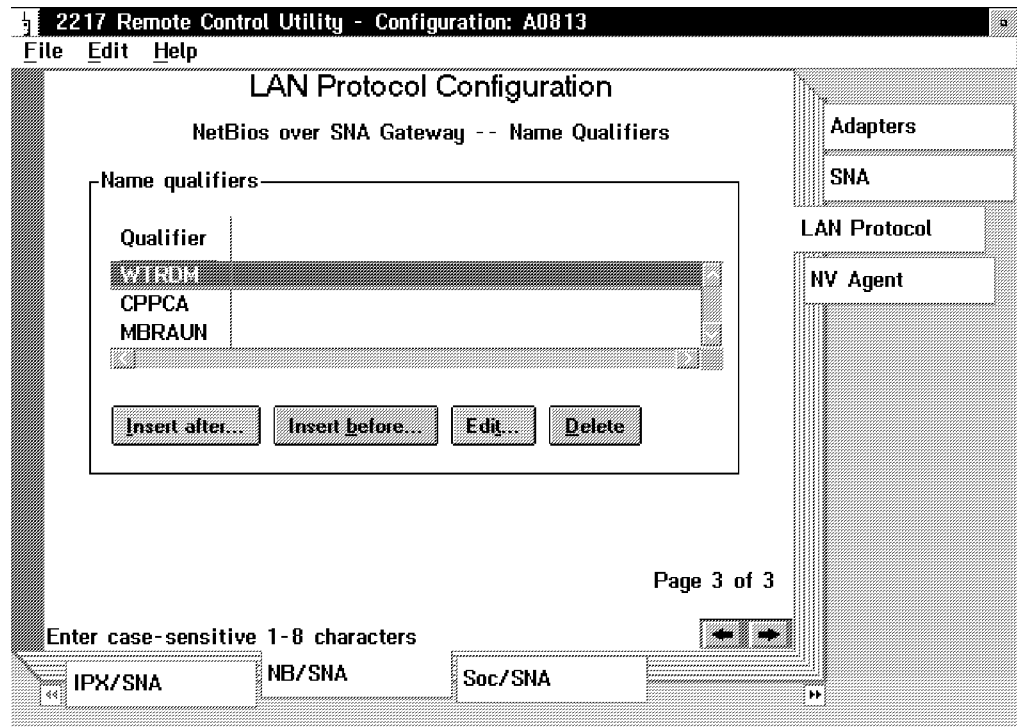 2217 Remote Control Utility - Configuration: A0813
File Edit Help
LAN Protocol Configuration
NetBios over SNA Gateway -- Name Qualifiers
Adapters
SNA
LAN Protocol
NV Agent
Name qualifiers
Qualifier
WTRDM
CPPCA
MBRAUN
Insert after... Insert before... Edit... Delete
Page 3 of 3
Enter case-sensitive 1-8 characters
IPX/SNA NB/SNA Soc/SNA